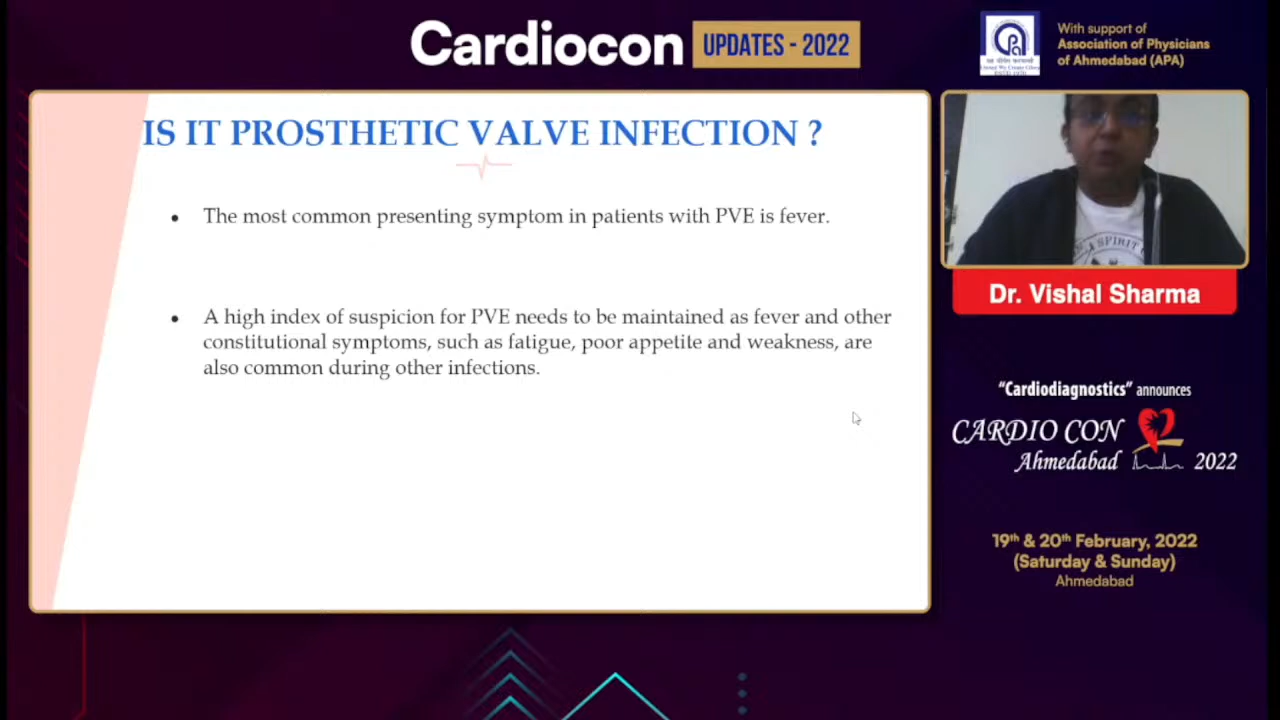 Cardiocon UPDATES - 2022
With support of
Association of Physicians
of Ahmedabad (APA)
IS IT PROSTHETIC VALVE INFECTION ?
• The most common presenting symptom in patients with PVE is fever.
• A high index of suspicion for PVE needs to be maintained as fever and other
constitutional symptoms, such as fatigue, poor appetite and weakness, are
also common during other infections.
SPIRIT
Dr. Vishal Sharma
“Cardiodiagnostics” announces
CARDIO CON
Ahmedabad 2022
19th & 20th February, 2022
(Saturday & Sunday)
Ahmedabad